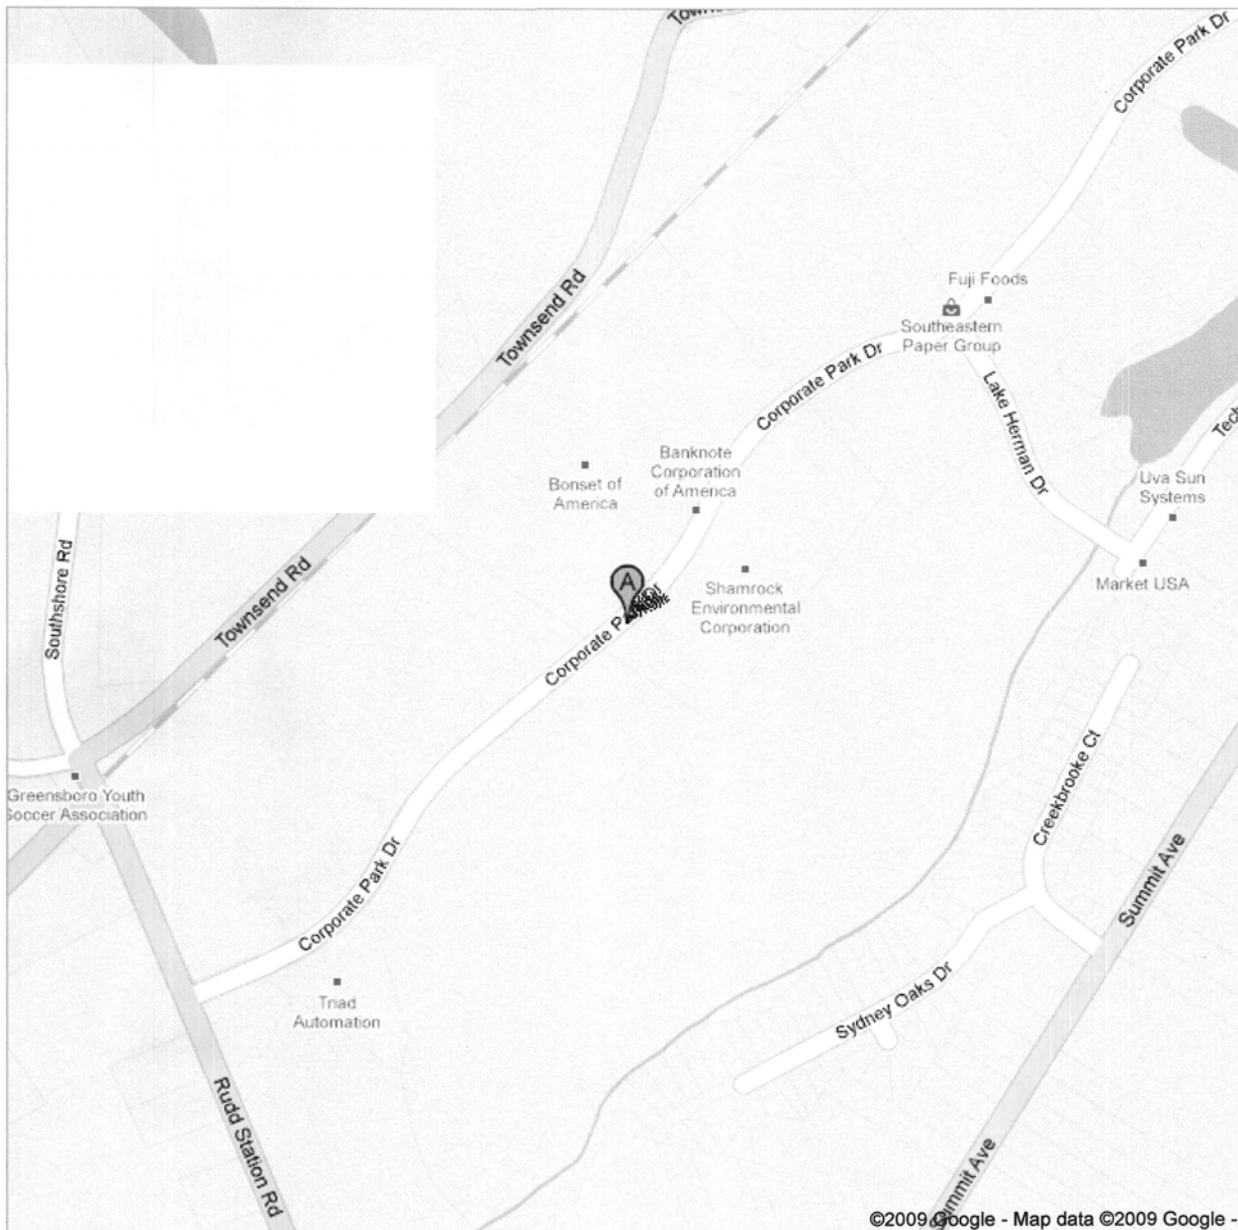 Corporate Park Dr
Townsend Rd
Fuji Foods
Southeastern
Paper Group
Corporate Park Dr
Lake Herman Dr
Banknote
Corporation
of America
Bonset of
America
Uva Sun
Systems
Southshore Rd
Townsend Rd
A
Shamrock
Environmental
Corporation
Market USA
Corporate
Greensboro Youth
Soccer Association
Creekbrooke Ct
Summit Ave
Corporate Park Dr
Triad
Automation
Sydney Oaks Dr
Rudd Station Rd
Summit Ave
©2009 Google - Map data ©2009 Google -